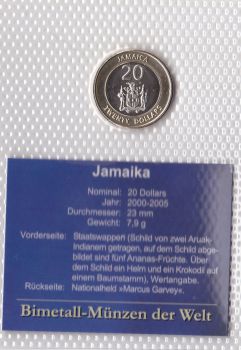 JAMAICA
20
TWENTY DOLLARS
Jamaika
Nominal: 20 Dollars
Jahr: 2000-2005
Durchmesser: 23 mm
Gewicht: 7,9 g
Vorderseite: Staatswappen (Schild von zwei Aruak-
Indianern getragen, auf dem Schild abge-
bildet sind fünf Ananas-Früchte. Über
dem Schild ein Helm und ein Krokodil auf
einem Baumstamm), Wertangabe.
Rückseite: Nationalheld »Marcus Garvey«.
Bimetall-Münzen der Welt